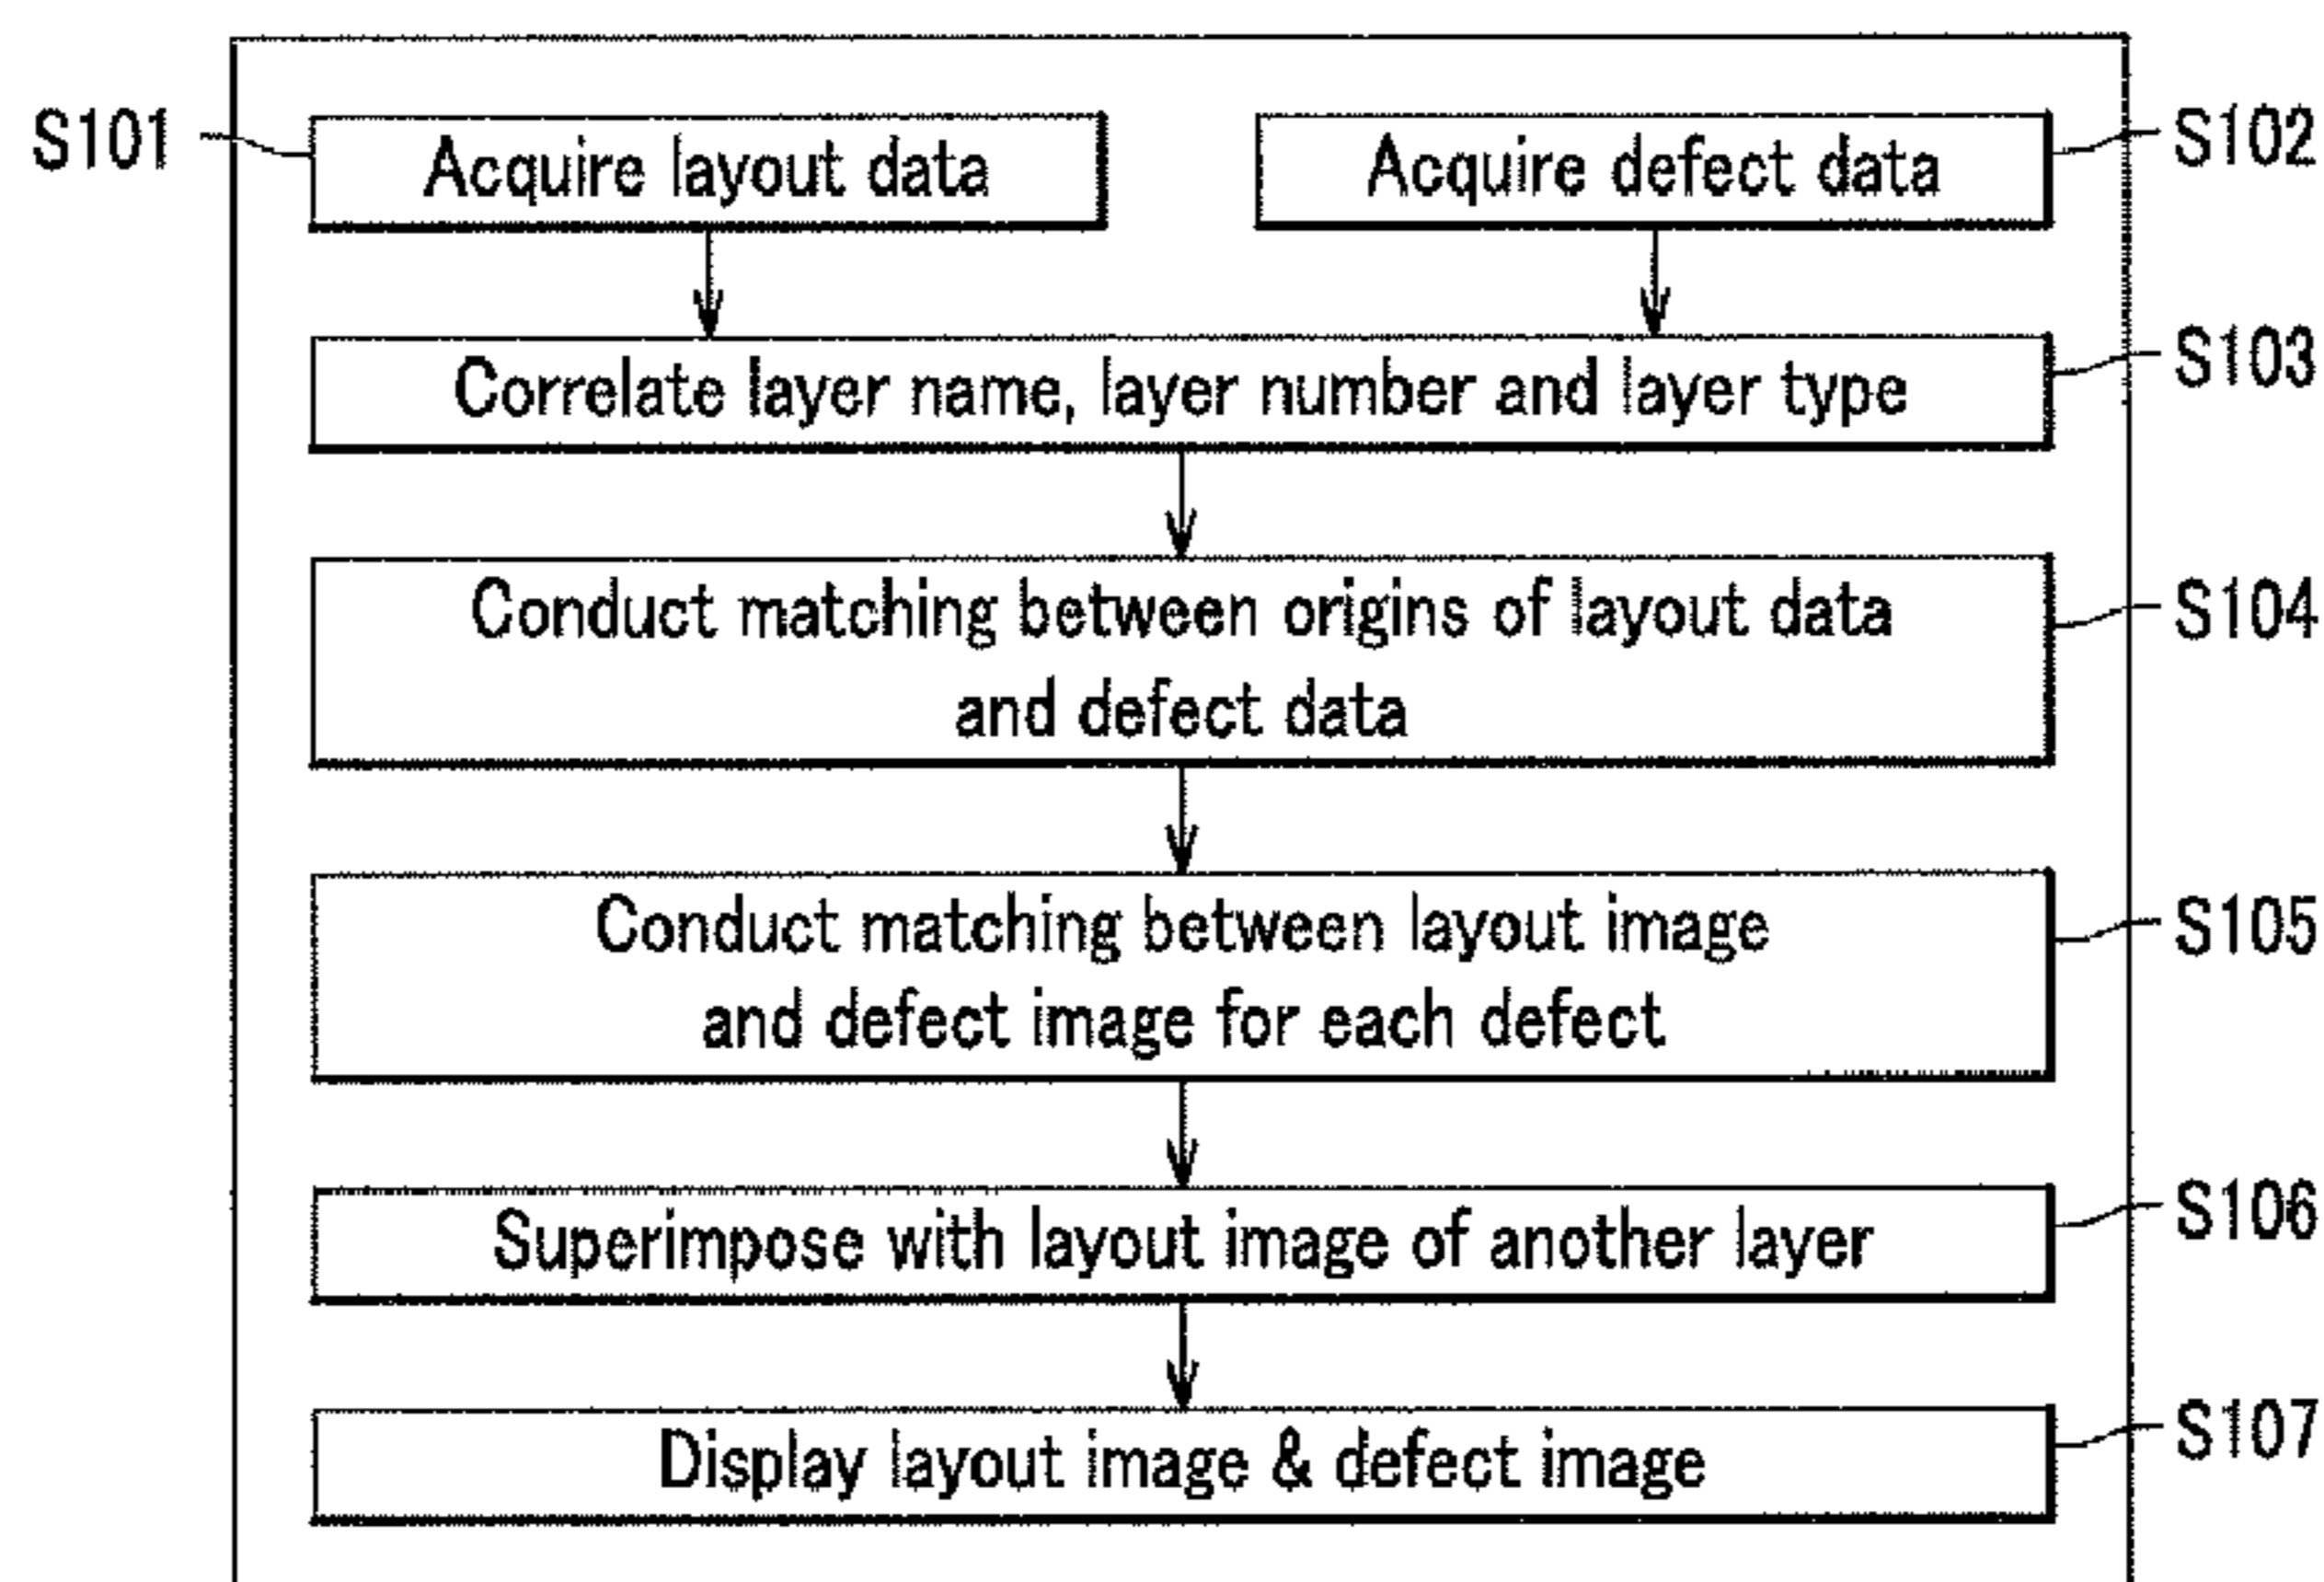 S101
Acquire layout data
Acquire defect data
S102
Correlate layer name, layer number and layer type
S103
Conduct matching between origins of layout data
and defect data
S104
Conduct matching between layout image
and defect image for each defect
S105
Superimpose with layout image of another layer
S106
Display layout image & defect image
S107